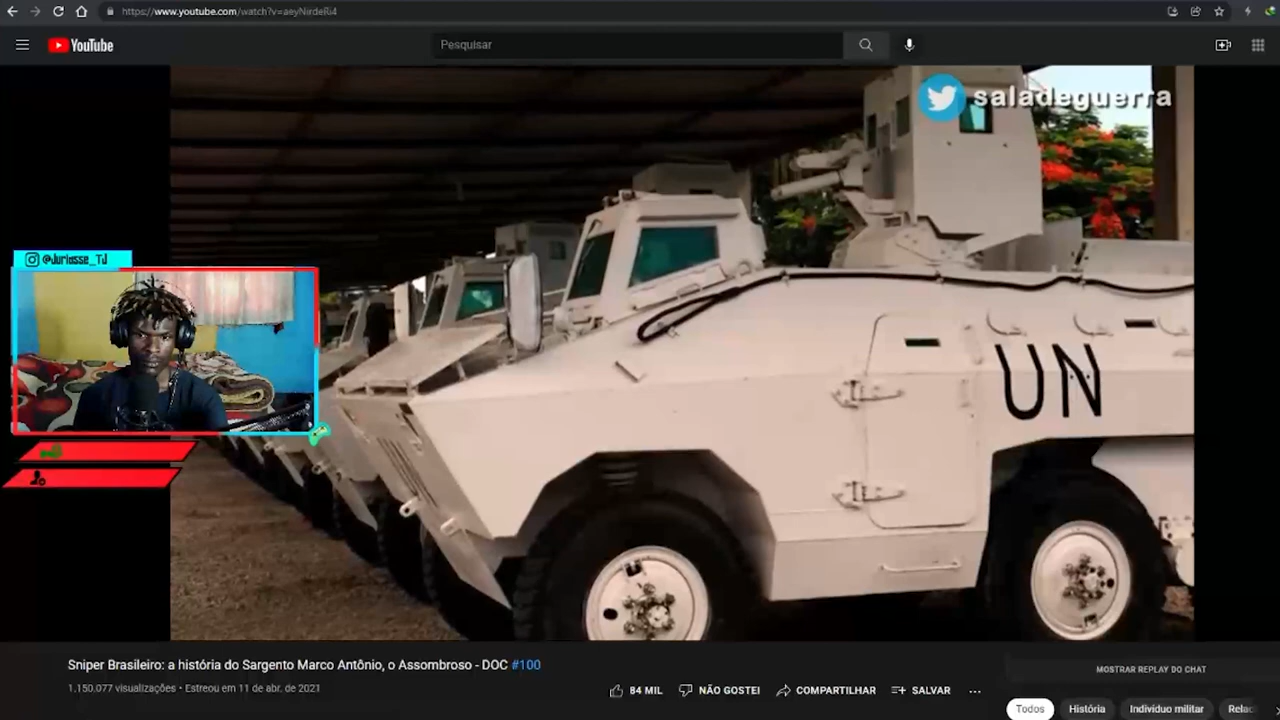 https://www.youtube.com/watch?v=aeyNirdeRi4
YouTube
Pesquisar
saladeguerra
@Juriosse_TJ
UN
Sniper Brasileiro: a história do Sargento Marco Antônio, o Assombroso - DOC #100
1.150.077 visualizações • Estreou em 11 de abr. de 2021
84 MIL
NÃO GOSTEI
COMPARTILHAR
SALVAR
MOSTRAR REPLAY DO CHAT
Todos
História
Indivíduo militar
Relac